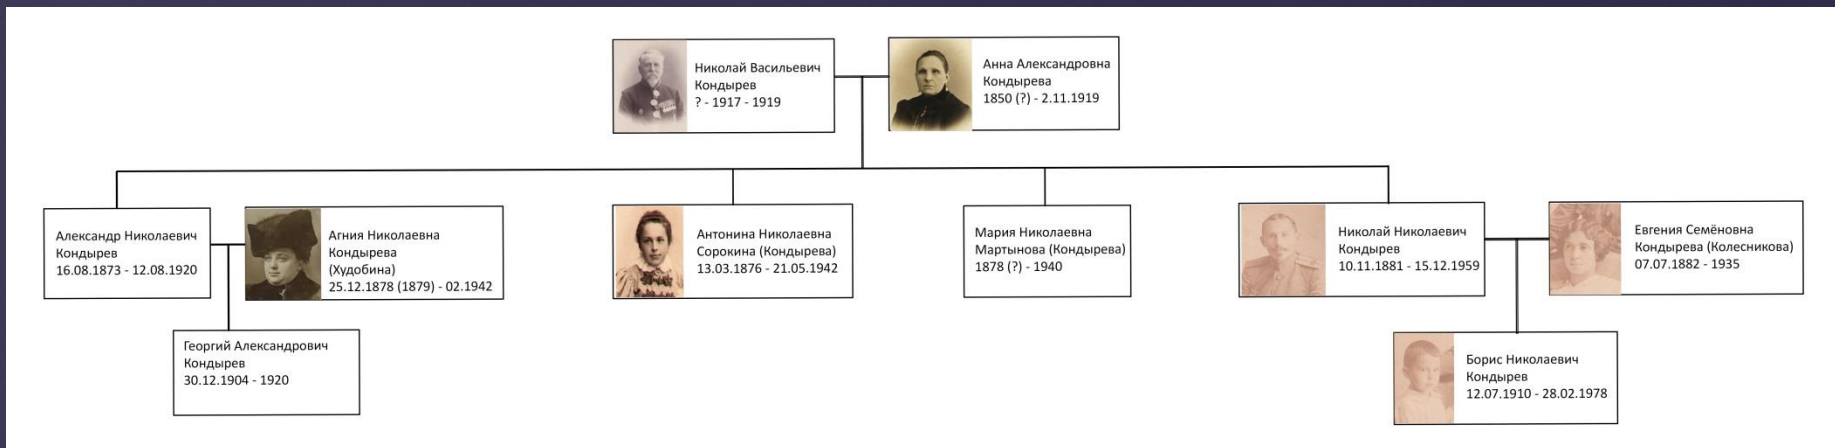 Николай Васильевич
Кондырев
? - 1917 - 1919
Анна Александровна
Кондырева
1850 (?) - 2.11.1919
Александр Николаевич
Кондырев
16.08.1873 - 12.08.1920
Агния Николаевна
Кондырева
(Худобина)
25.12.1878 (1879) - 02.1942
Антонина Николаевна
Сорокина (Кондырева)
13.03.1876 - 21.05.1942
Мария Николаевна
Мартынова (Кондырева)
1878 (?) - 1940
Николай Николаевич
Кондырев
10.11.1881 - 15.12.1959
Евгения Семёновна
Кондырева (Колесникова)
07.07.1882 - 1935
Георгий Александрович
Кондырев
30.12.1904 - 1920
Борис Николаевич
Кондырев
12.07.1910 - 28.02.1978